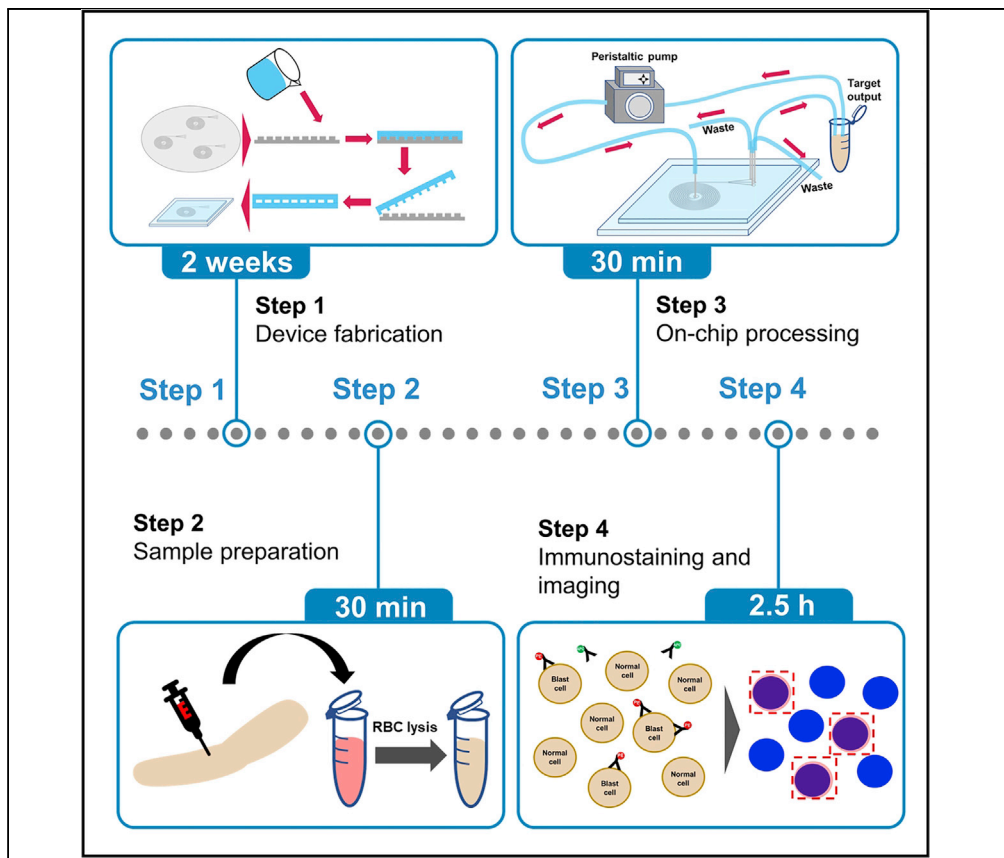 Peristaltic pump
Target
output
Waste
Waste
2 weeks
30 min
Step 1
Device fabrication
Step 3
On-chip processing
Step 1
Step 2
Step 3
Step 4
Step 2
Sample preparation
Step 4
Immunostaining and
imaging
30 min
2.5 h
RBC lysis
Blast
cell
Normal
cell
Normal
cell
Normal
cell
Blast
cell
Normal
cell
Blast
cell
Normal
cell